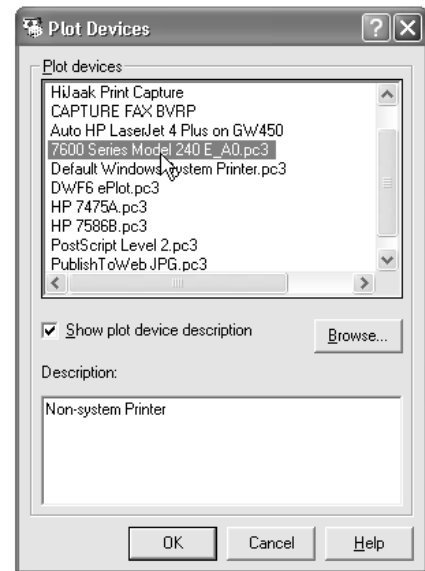 Plot Devices
Plot devices
HiJaak Print Capture
CAPTURE FAX BVRP
Auto HP LaserJet 4 Plus on GW450
7600 Series Model 240 E_A0.pc3
Default Windows System Printer.pc3
DWF6 ePlot.pc3
HP 7475A.pc3
HP 7586B.pc3
PostScript Level 2.pc3
PublishToWeb JPG.pc3
Show plot device description
Browse...
Description:
Non-system Printer
OK
Cancel
Help